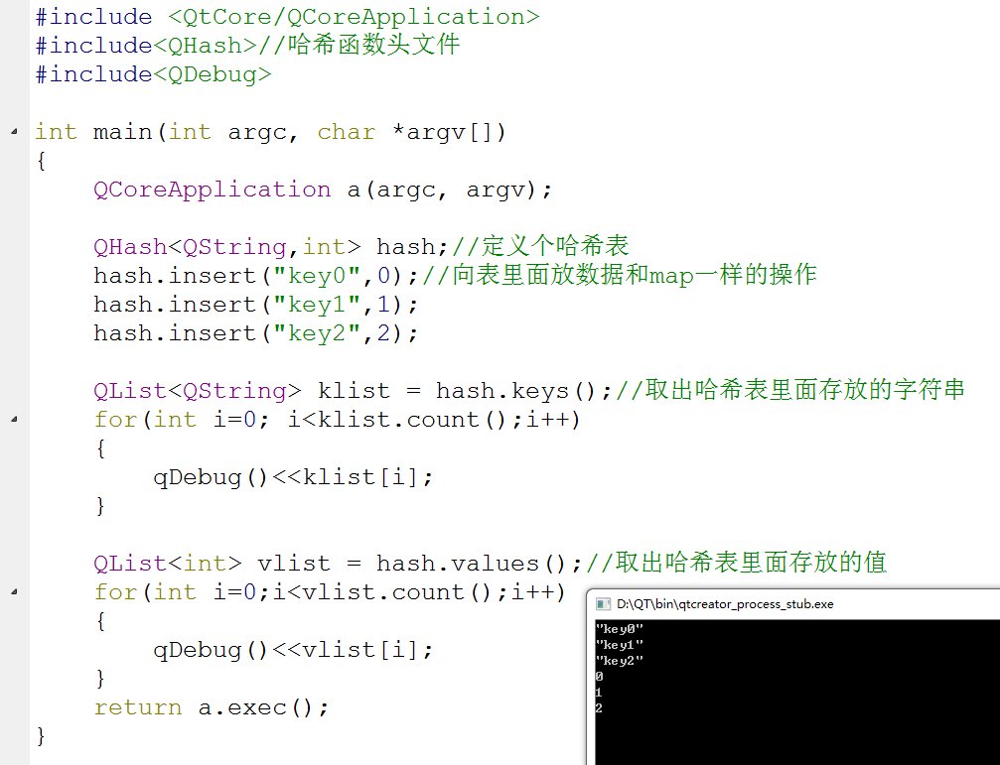 #include <QtCore/QCoreApplication>
#include<QHash>//哈希函数头文件
#include<QDebug>
int main(int argc, char *argv[])
{
QCoreApplication a(argc, argv);
QHash<QString,int> hash;//定义个哈希表
hash.insert("key0",0);//向表里面放数据和map一样的操作
hash.insert("key1",1);
hash.insert("key2",2);
QList<QString> klist = hash.keys();//取出哈希表里面存放的字符串
for(int i=0; i<klist.count();i++)
{
qDebug()<<klist[i];
}
QList<int> vlist = hash.values();//取出哈希表里面存放的值
for(int i=0;i<vlist.count();i++)
{
qDebug()<<vlist[i];
}
return a.exec();
}
D:\QT\bin\qtcreator_process_stub.exe
"key0"
"key1"
"key2"
0
1
2